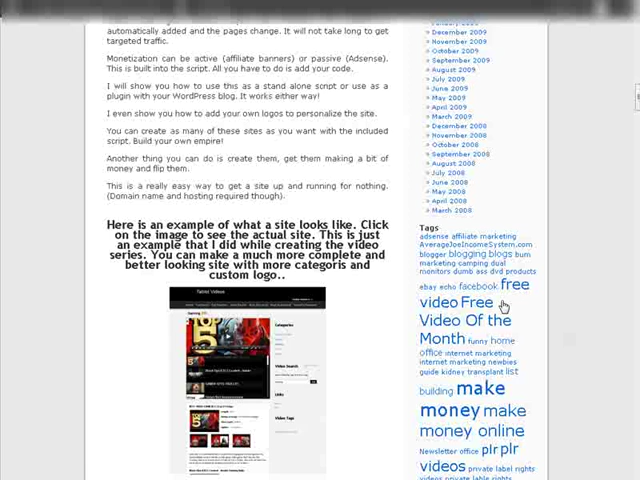 automatically added and the pages change. It will not take long to get
targeted traffic.
Monetization can be active (affiliate banners) or passive (Adsense).
This is built into the script. All you have to do is add your code.
I will show you how to use this as a stand alone script or use as a
plugin with your WordPress blog. It works either way!
I even show you how to add your own logos to personalize the site.
You can create as many of these sites as you want with the included
script. Build your own empire!
Another thing you can do is create them, get them making a bit of
money and flip them.
This is a really easy way to get a site up and running for nothing.
(Domain name and hosting required though).
Here is an example of what a site looks like. Click
on the image to see the actual site. This is just
an example that I did while creating the video
series. You can make a much more complete and
better looking site with more categoris and
custom logo..
Tattoo Videos
TOP
5
Categories
Video Search
Links
Video Tags
December 2009
November 2009
October 2009
September 2009
August 2009
July 2009
June 2009
May 2009
April 2009
March 2009
December 2008
November 2008
October 2008
September 2008
August 2008
July 2008
June 2008
May 2008
April 2008
March 2008
Tags
adsense affiliate marketing
AverageJoeIncomeSystem.com
blogger blogging blogs bum
marketing camping dual
monitors dumb ass dvd products
ebay echo facebook free
video Free
Video Of the
Month funny home
office internet marketing
internet marketing newbies
guide kidney transplant list
building make
money make
money online
Newsletter office plr plr
videos private label rights
videos private lable rights